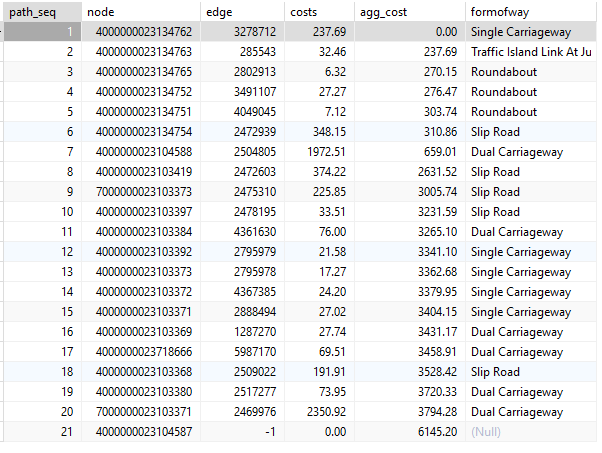 path_seq node edge costs agg_cost formofway
1 4000000023134762 3278712 237.69 0.00 Single Carriageway
2 4000000023134763 285543 32.46 237.69 Traffic Island Link At Ju
3 4000000023134765 2802913 6.32 270.15 Roundabout
4 4000000023134752 3491107 27.27 276.47 Roundabout
5 4000000023134751 4049045 7.12 303.74 Roundabout
6 4000000023134754 2472939 348.15 310.86 Slip Road
7 4000000023104588 2504805 1972.51 659.01 Dual Carriageway
8 4000000023103419 2472603 374.22 2631.52 Slip Road
9 7000000023103373 2475310 225.85 3005.74 Slip Road
10 4000000023103397 2478195 33.51 3231.59 Slip Road
11 4000000023103384 4361630 76.00 3265.10 Dual Carriageway
12 4000000023103392 2795979 21.58 3341.10 Single Carriageway
13 4000000023103373 2795978 17.27 3362.68 Single Carriageway
14 4000000023103372 4367385 24.20 3379.95 Single Carriageway
15 4000000023103371 2888494 27.02 3404.15 Single Carriageway
16 4000000023103369 1287270 27.74 3431.17 Dual Carriageway
17 4000000023718666 5987170 69.51 3458.91 Dual Carriageway
18 4000000023103368 2509022 191.91 3528.42 Slip Road
19 4000000023103380 2517277 73.95 3720.33 Dual Carriageway
20 7000000023103371 2469976 2350.92 3794.28 Dual Carriageway
21 4000000023104587 -1 0.00 6145.20 (Null)